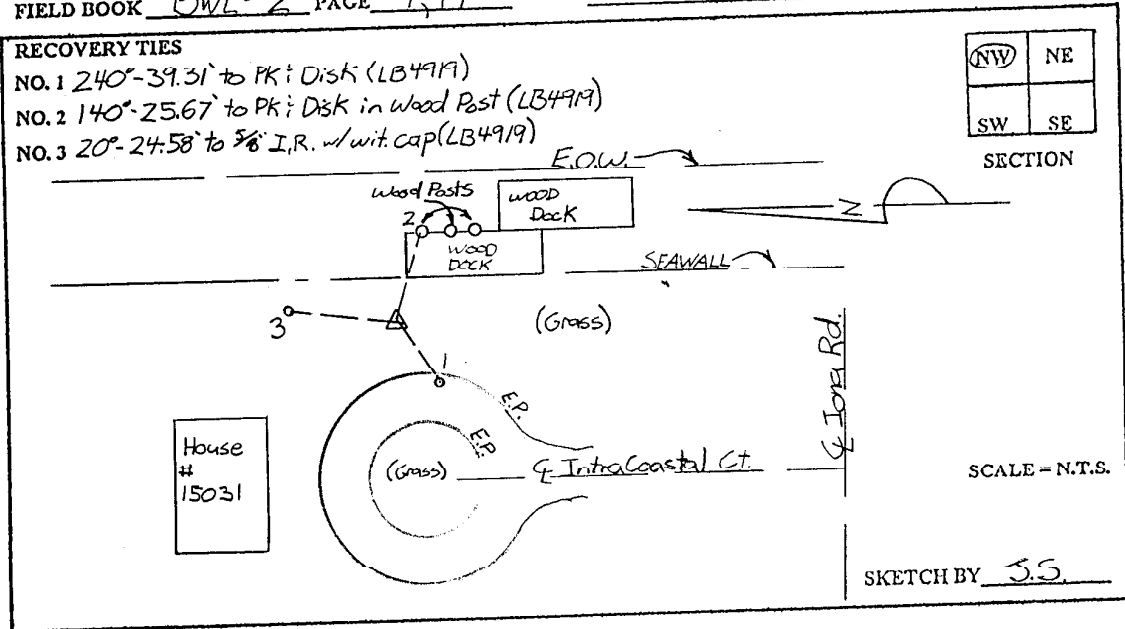 FIELD BOOK DWL-2 PAGE
RECOVERY TIES
NO. 1 240°-39.31' to PK & Disk (LB4919)
NO. 2 140°-25.67' to PK & Disk in Wood Post (LB4919)
NO. 3 20°-24.58' to 5/8" I.R. w/ wit. cap (LB4919)
NW NE
SW SE
SECTION
E.O.W.
Wood Posts
WOOD
DOCK
2
WOOD
DOCK
N
SEAWALL
3
(Grass)
1
E.P.
E.P.
(Grass)
℄ IntraCoastal Ct.
℄ Iona Rd.
House
#
15031
SCALE - N.T.S.
SKETCH BY J.S.